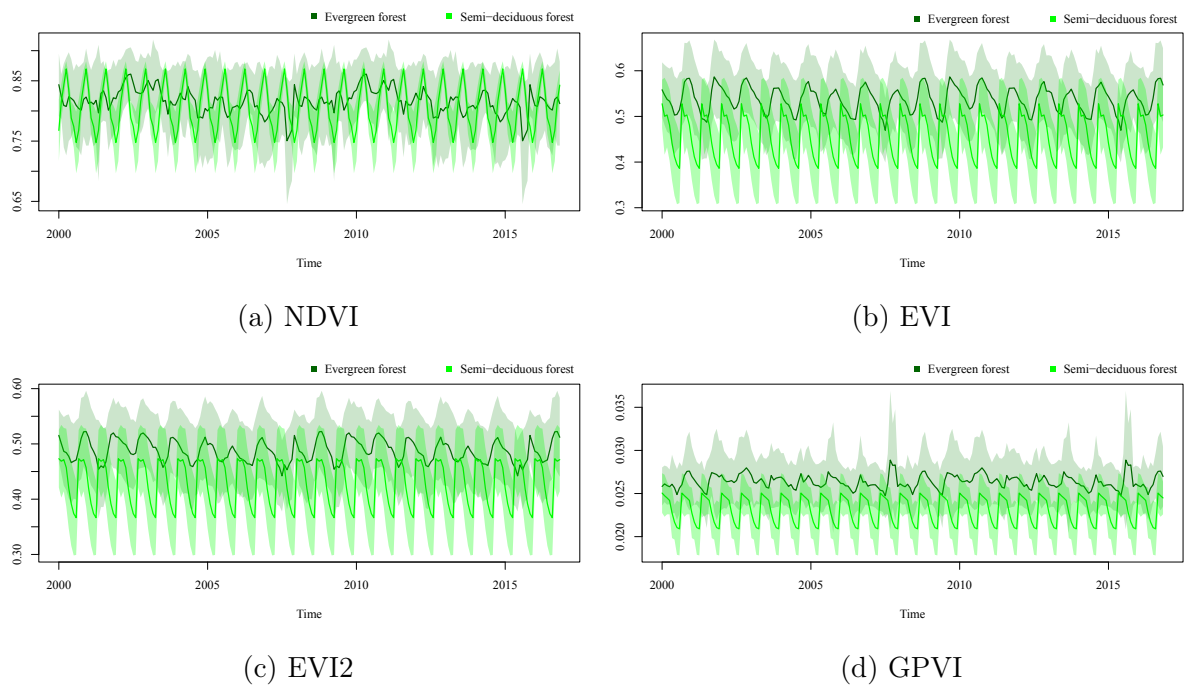 Evergreen forest Semi−deciduous forest
0.85
0.75
0.65
2000 2005 2010 2015
Time
(a) NDVI
Evergreen forest Semi−deciduous forest
0.6
0.5
0.4
0.3
2000 2005 2010 2015
Time
(b) EVI
Evergreen forest Semi−deciduous forest
0.60
0.50
0.40
0.30
2000 2005 2010 2015
Time
(c) EVI2
Evergreen forest Semi−deciduous forest
0.035
0.030
0.025
0.020
2000 2005 2010 2015
Time
(d) GPVI